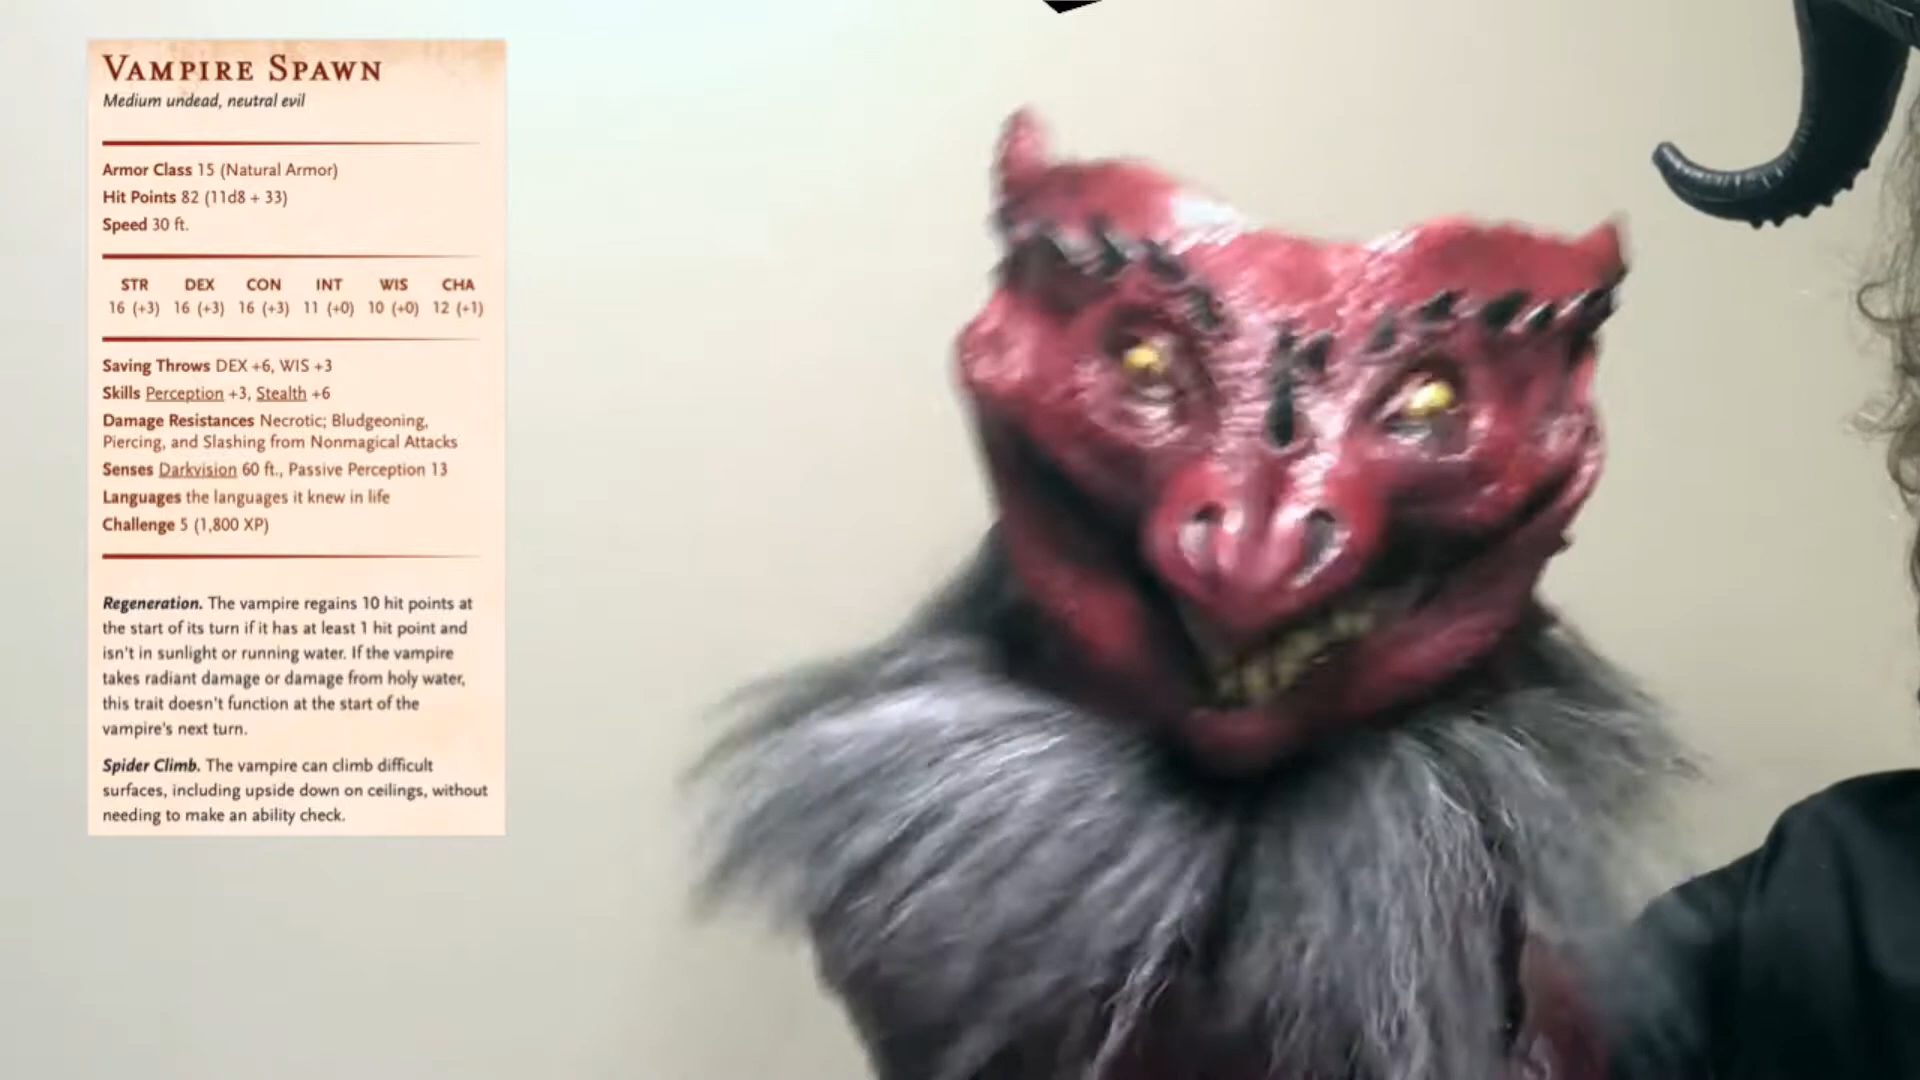 VAMPIRE SPAWN
Medium undead, neutral evil
Armor Class 15 (Natural Armor)
Hit Points 82 (11d8 + 33)
Speed 30 ft.
STR DEX CON INT WIS CHA
16 (+3) 16 (+3) 16 (+3) 11 (+0) 10 (+0) 12 (+1)
Saving Throws DEX +6, WIS +3
Skills Perception +3, Stealth +6
Damage Resistances Necrotic; Bludgeoning,
Piercing, and Slashing from Nonmagical Attacks
Senses Darkvision 60 ft., Passive Perception 13
Languages the languages it knew in life
Challenge 5 (1,800 XP)
Regeneration. The vampire regains 10 hit points at
the start of its turn if it has at least 1 hit point and
isn't in sunlight or running water. If the vampire
takes radiant damage or damage from holy water,
this trait doesn't function at the start of the
vampire's next turn.
Spider Climb. The vampire can climb difficult
surfaces, including upside down on ceilings, without
needing to make an ability check.